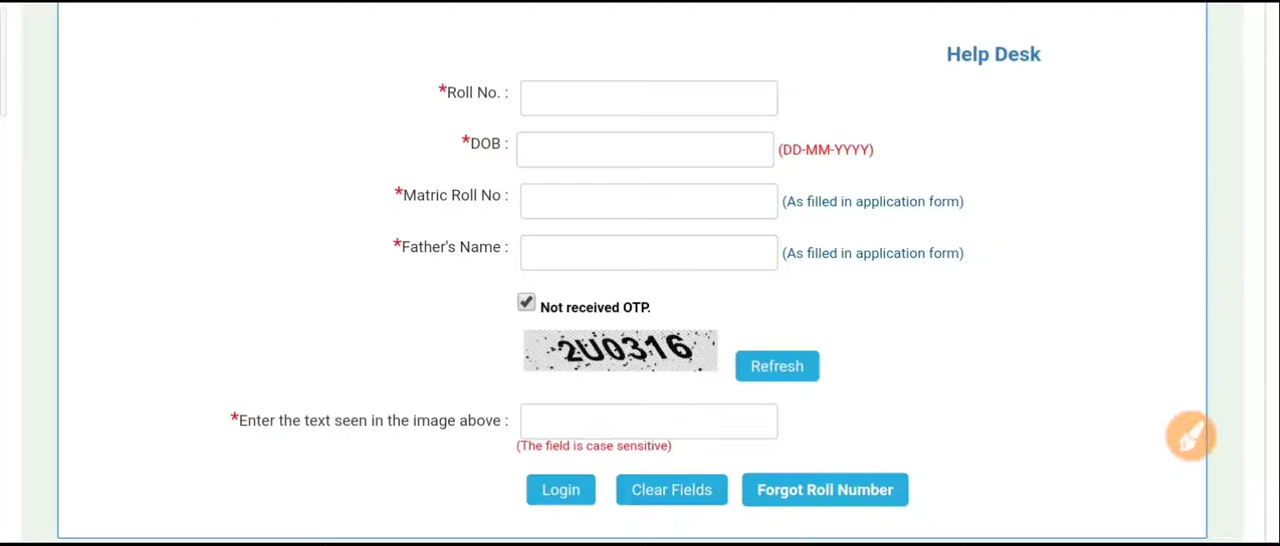 Help Desk
*Roll No. :
*DOB : (DD-MM-YYYY)
*Matric Roll No : (As filled in application form)
*Father's Name : (As filled in application form)
Not received OTP.
2U0316
Refresh
*Enter the text seen in the image above :
(The field is case sensitive)
Login Clear Fields Forgot Roll Number